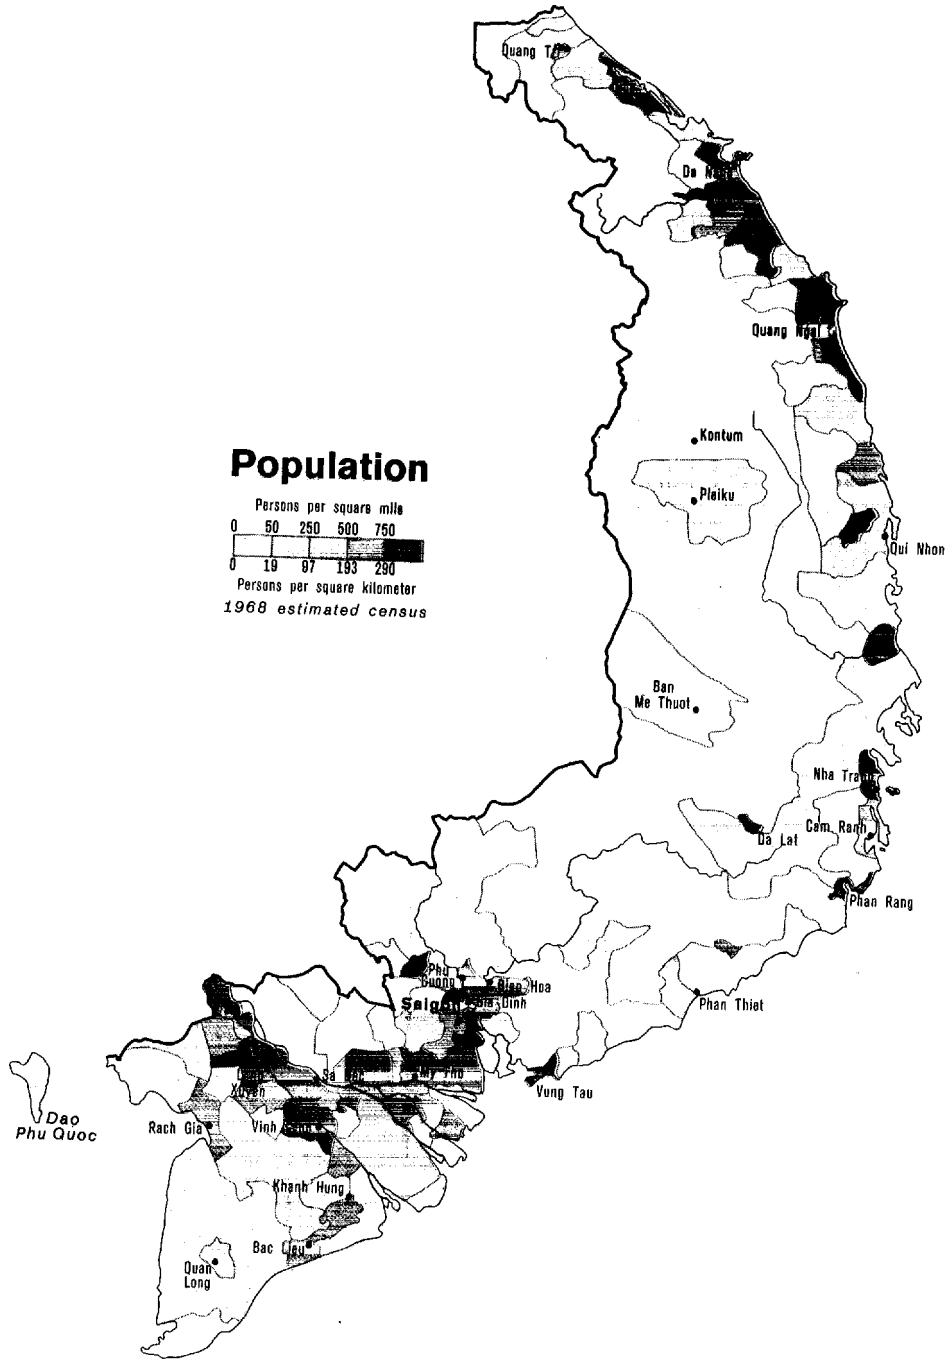 Quang Tri
Da Nang
Quang Ngai
Kontum
Pleiku
Qui Nhon
Population
Persons per square mile
0 50 250 500 750
0 19 97 193 290
Persons per square kilometer
1968 estimated census
Ban
Me Thuot
Nha Trang
Cam Ranh
Da Lat
Phan Rang
Phu
Cuong
Bien Hoa
Saigon
Gia Dinh
Phan Thiet
Vung Tau
Sa Dec
My Tho
Xuyen
Dao
Phu Quoc
Rach Gia
Vinh Long
Khanh Hung
Bac Lieu
Quan
Long